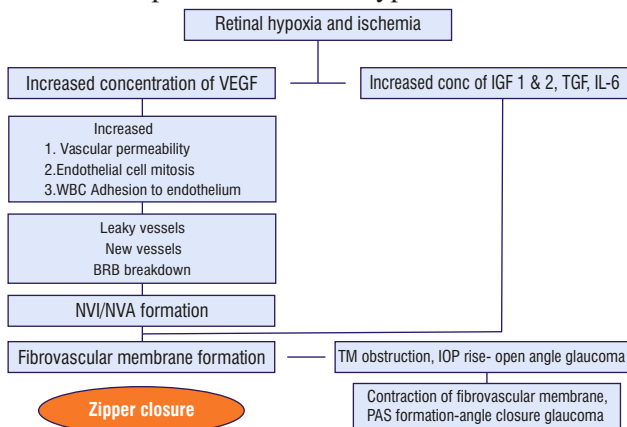 Retinal hypoxia and ischemia
Increased concentration of VEGF
Increased conc of IGF 1 & 2, TGF, IL-6
Increased
1. Vascular permeability
2.Endothelial cell mitosis
3.WBC Adhesion to endothelium
Leaky vessels
New vessels
BRB breakdown
NVI/NVA formation
Fibrovascular membrane formation
TM obstruction, IOP rise- open angle glaucoma
Zipper closure
Contraction of fibrovascular membrane,
PAS formation-angle closure glaucoma